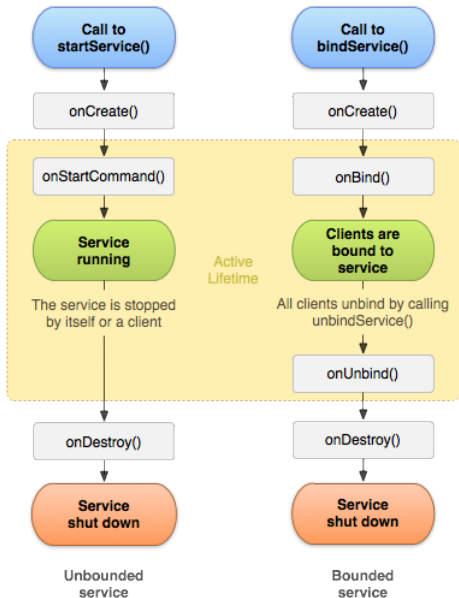 Call to
startService()
onCreate()
onStartCommand()
Service
running
The service is stopped
by itself or a client
onDestroy()
Service
shut down
Unbounded
service
Active
Lifetime
Call to
bindService()
onCreate()
onBind()
Clients are
bound to
service
All clients unbind by calling
unbindService()
onUnbind()
onDestroy()
Service
shut down
Bounded
service